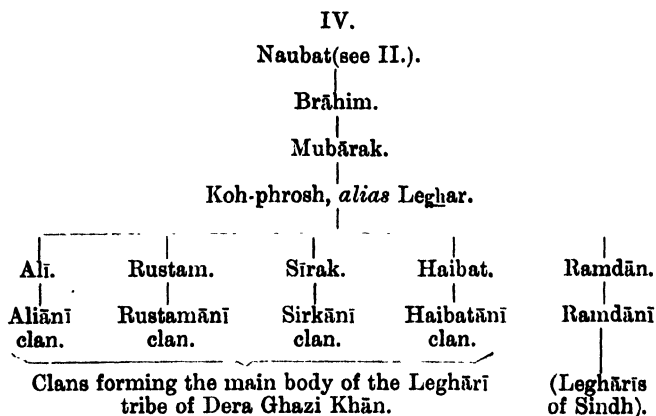 IV.
Naubat(see II.).
Brāhim.
Mubārak.
Koh-phrosh, alias Leghar.
Alī. Rustam. Sīrak. Haibat. Ramdān.
Aliānī Rustamānī Sirkānī Haibatānī Ramdānī
clan. clan. clan. clan.
Clans forming the main body of the Leghārī (Leghārīs
tribe of Dera Ghazi Khān. of Sindh).